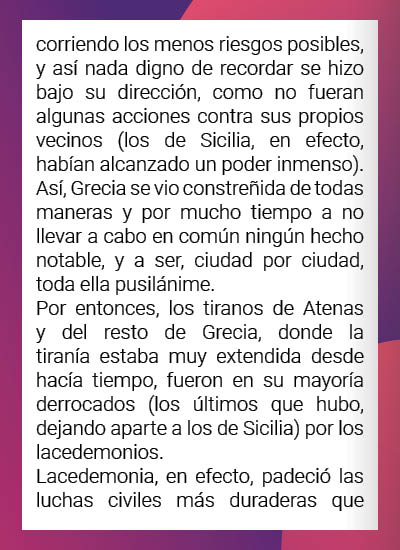 corriendo los menos riesgos posibles,
y así nada digno de recordar se hizo
bajo su dirección, como no fueran
algunas acciones contra sus propios
vecinos (los de Sicilia, en efecto,
habían alcanzado un poder inmenso).
Así, Grecia se vio constreñida de todas
maneras y por mucho tiempo a no
llevar a cabo en común ningún hecho
notable, y a ser, ciudad por ciudad,
toda ella pusilánime.
Por entonces, los tiranos de Atenas
y del resto de Grecia, donde la
tiranía estaba muy extendida desde
hacía tiempo, fueron en su mayoría
derrocados (los últimos que hubo,
dejando aparte a los de Sicilia) por los
lacedemonios.
Lacedemonia, en efecto, padeció las
luchas civiles más duraderas que